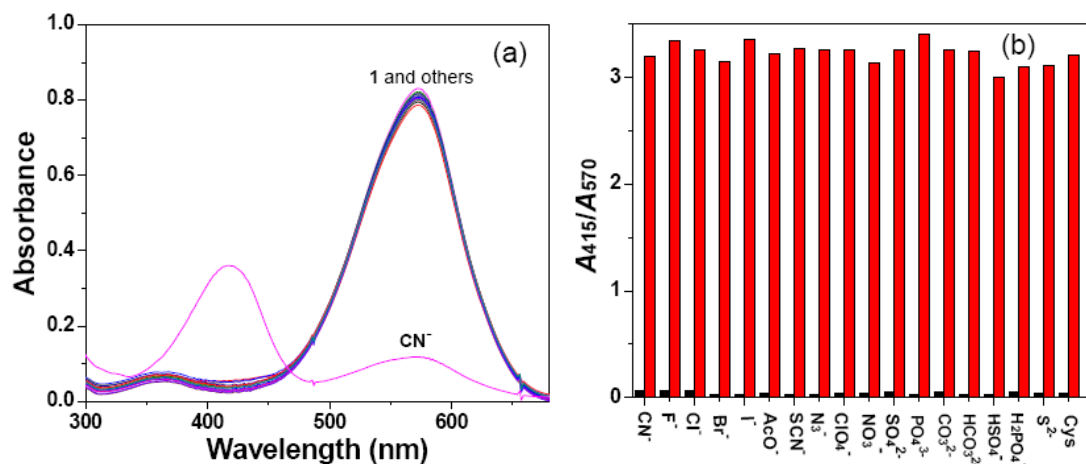 (a)
1 and others
CN⁻
Absorbance
1.0
0.8
0.6
0.4
0.2
0.0
300
400
500
600
Wavelength (nm)
(b)
A415/A570
3
2
1
0
CN⁻
F⁻
Cl⁻
Br⁻
I⁻
AcO⁻
SCN⁻
N₃⁻
ClO₄⁻
NO₃⁻
SO₄²⁻
PO₄³⁻
CO₃²⁻
HCO₃²⁻
HSO₄⁻
H₂PO₄
S²⁻
Cys